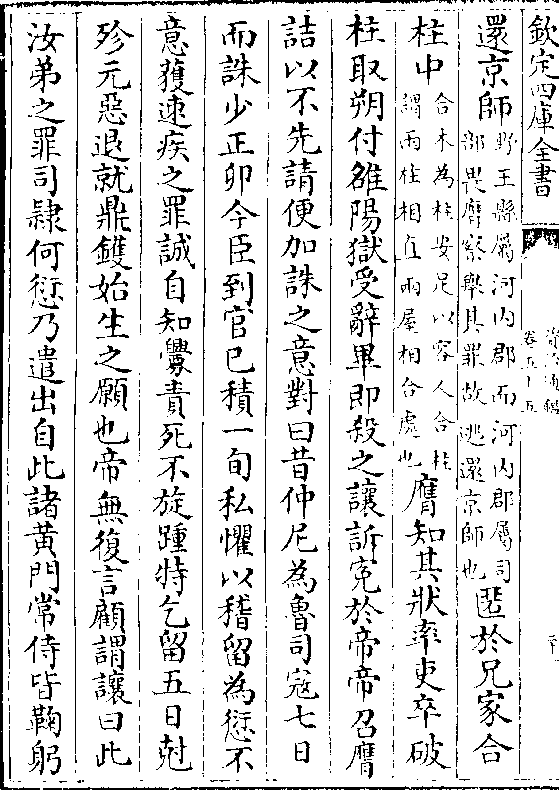 欽定四庫全書
卷五十五
還京師野王縣屬河内郡而河内郡屬司部畏膺察舉其罪故逃還京師也匿於兄家合
柱中合木為柱安足以容人合柱謂兩柱相直兩屋相合處也膺知其狀率吏卒破
柱取朔付雒陽獄受辭畢即殺之讓訴寃於帝帝召膺
詰以不先請便加誅之意對曰昔仲尼為魯司寇七日
而誅少正卯今臣到官已積一旬私懼以稽留為愆不
意獲速疾之罪誠自知釁責死不旋踵特乞留五日尅
殄元惡退就鼎鑊始生之願也帝無復言顧謂讓曰此
汝弟之罪司隸何愆乃遣出自此諸黄門常侍皆鞠躬